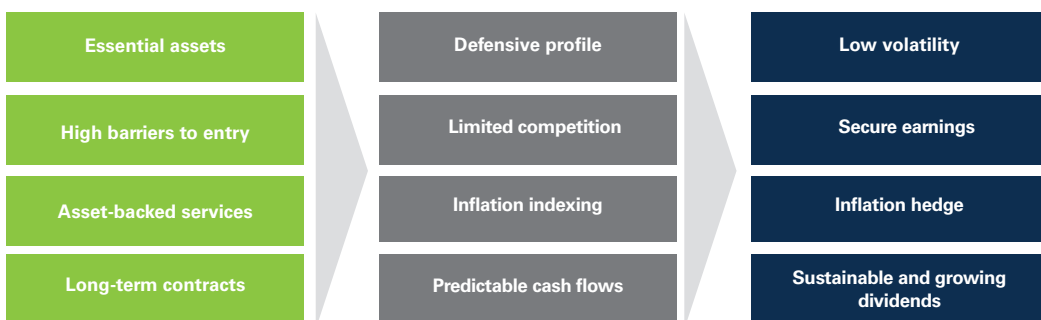 Essential assets
Defensive profile
Low volatility
High barriers to entry
Limited competition
Secure earnings
Asset-backed services
Inflation indexing
Inflation hedge
Long-term contracts
Predictable cash flows
Sustainable and growing
dividends